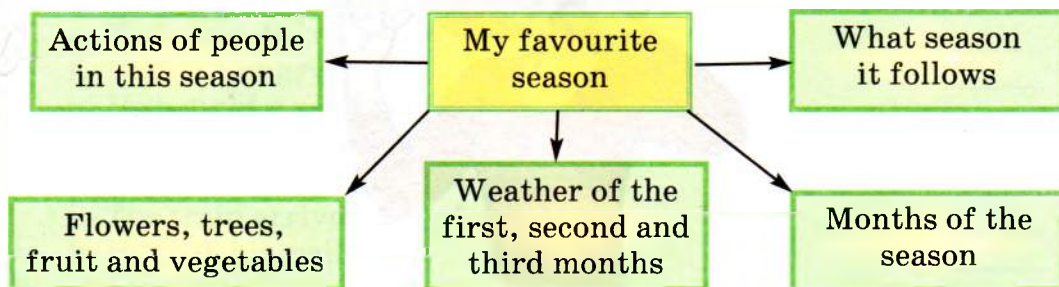 Actions of people
in this season
My favourite
season
What season
it follows
Flowers, trees,
fruit and vegetables
Weather of the
first, second and
third months
Months of the
season